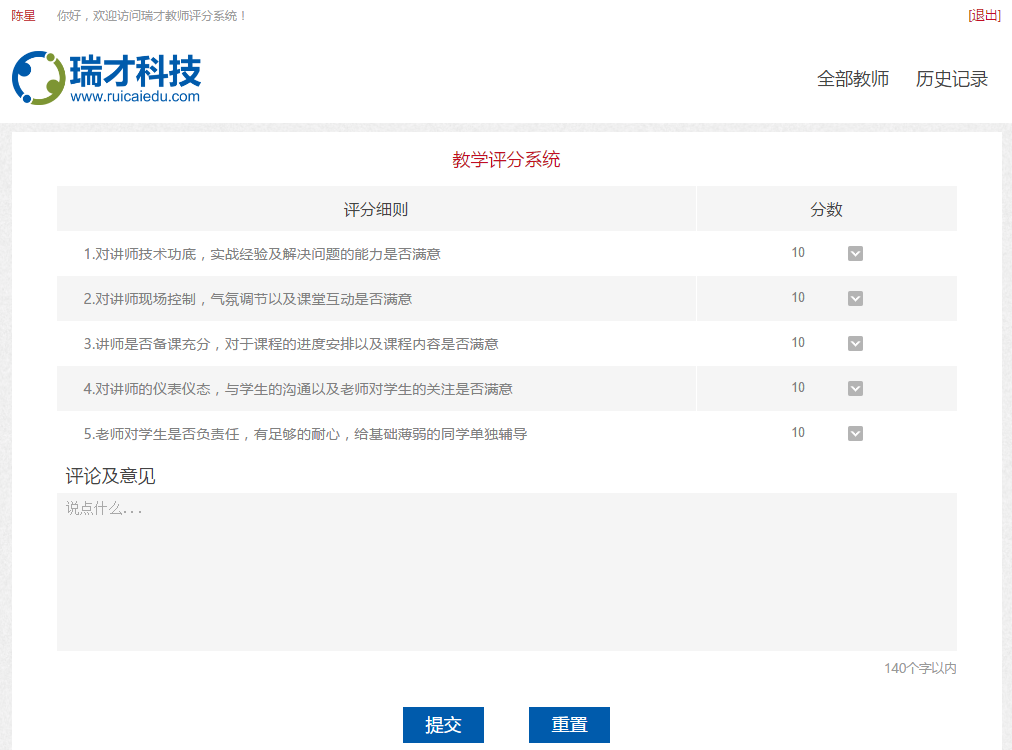 陈星 你好，欢迎访问瑞才教师评分系统！ [退出]
瑞才科技
www.ruicaiedu.com
全部教师 历史记录
教学评分系统
评分细则 分数
1.对讲师技术功底，实战经验及解决问题的能力是否满意 10
2.对讲师现场控制，气氛调节以及课堂互动是否满意 10
3.讲师是否备课充分，对于课程的进度安排以及课程内容是否满意 10
4.对讲师的仪表仪态，与学生的沟通以及老师对学生的关注是否满意 10
5.老师对学生是否负责任，有足够的耐心，给基础薄弱的同学单独辅导 10
评论及意见
说点什么...
140个字以内
提交 重置